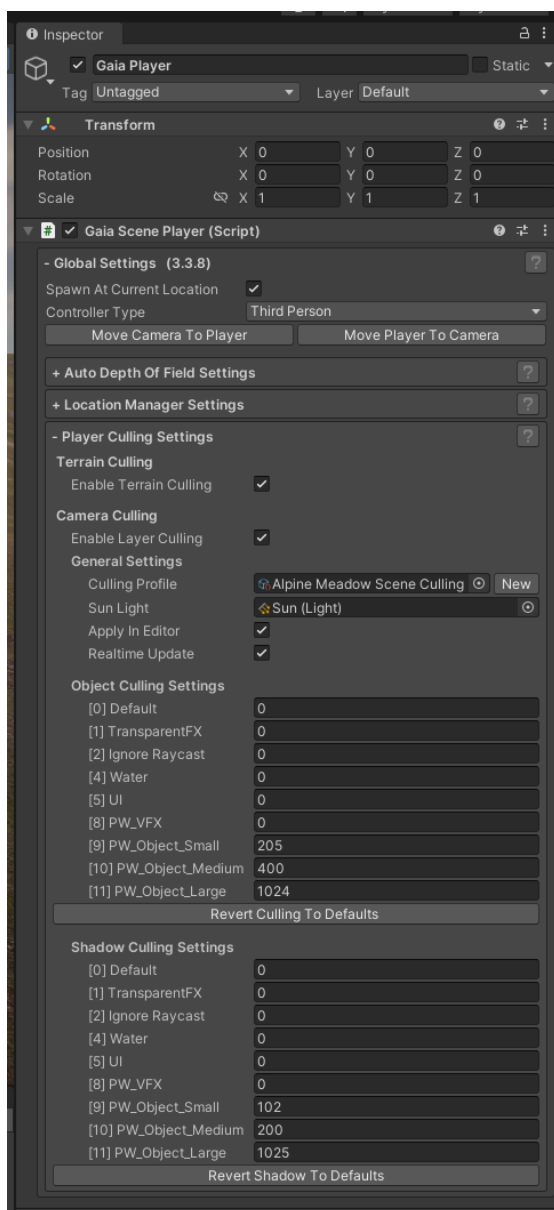 Inspector
Gaia Player Static
Tag Untagged Layer Default
Transform
Position X 0 Y 0 Z 0
Rotation X 0 Y 0 Z 0
Scale X 1 Y 1 Z 1
# Gaia Scene Player (Script)
- Global Settings (3.3.8) ?
Spawn At Current Location
Controller Type Third Person
Move Camera To Player Move Player To Camera
+ Auto Depth Of Field Settings ?
+ Location Manager Settings ?
- Player Culling Settings ?
Terrain Culling
Enable Terrain Culling
Camera Culling
Enable Layer Culling
General Settings
Culling Profile Alpine Meadow Scene Culling New
Sun Light Sun (Light)
Apply In Editor
Realtime Update
Object Culling Settings
[0] Default 0
[1] TransparentFX 0
[2] Ignore Raycast 0
[4] Water 0
[5] UI 0
[8] PW_VFX 0
[9] PW_Object_Small 205
[10] PW_Object_Medium 400
[11] PW_Object_Large 1024
Revert Culling To Defaults
Shadow Culling Settings
[0] Default 0
[1] TransparentFX 0
[2] Ignore Raycast 0
[4] Water 0
[5] UI 0
[8] PW_VFX 0
[9] PW_Object_Small 102
[10] PW_Object_Medium 200
[11] PW_Object_Large 1025
Revert Shadow To Defaults